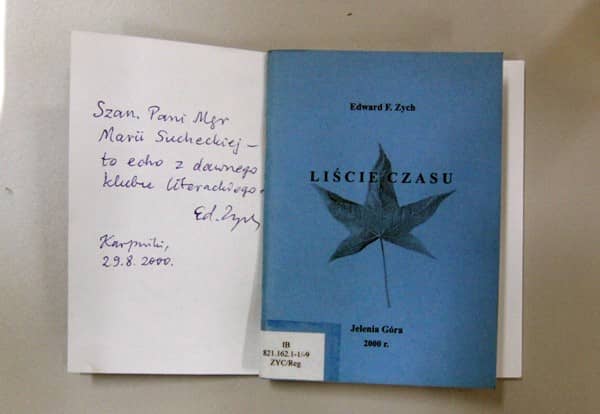 Szan. Pani Mgr
Marii Sucheckiej –
to echo z dawnego
klubu literackiego.
Ed. Zych
Karpniki,
29.8.2000.
Edward F. Zych
LIŚCIE CZASU
Jelenia Góra
2000 r.
IB
821.162.1-1/-9
ZYC/Reg